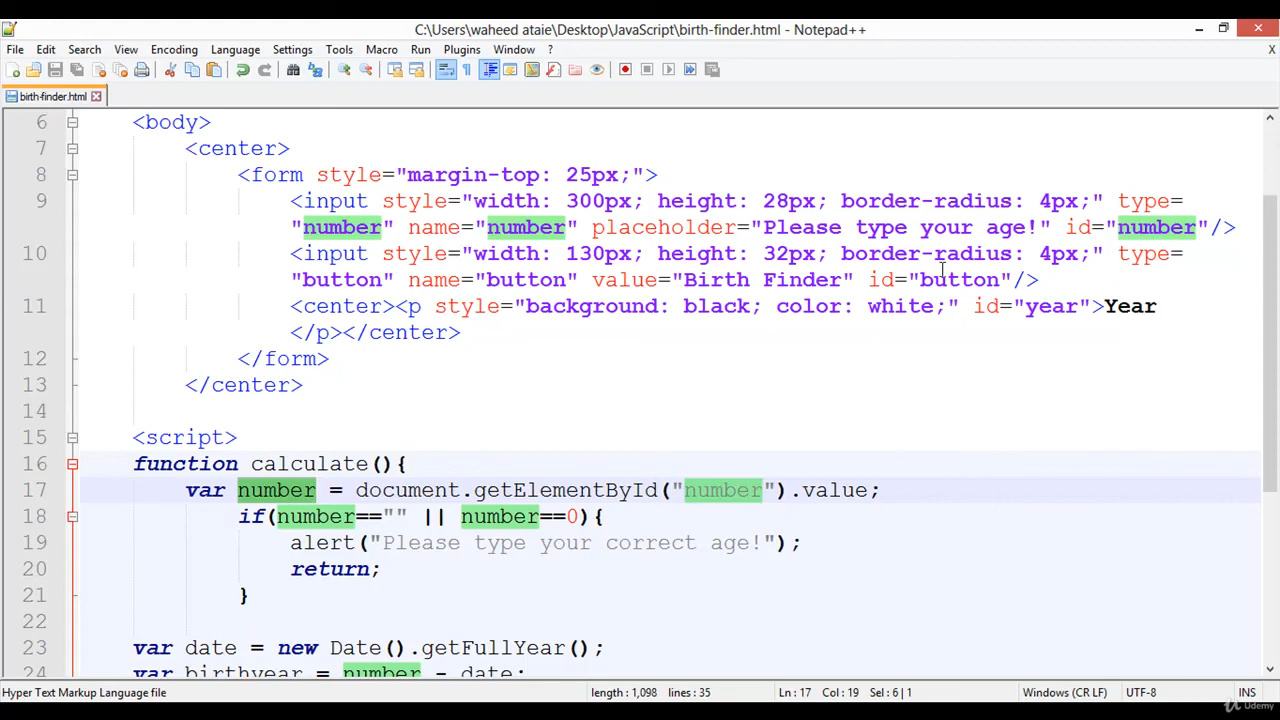 C:\Users\waheed ataie\Desktop\JavaScript\birth-finder.html - Notepad++
File Edit Search View Encoding Language Settings Tools Macro Run Plugins Window ? X
birth-finder.html
6 <body>
7 <center>
8 <form style="margin-top: 25px;">
9 <input style="width: 300px; height: 28px; border-radius: 4px;" type=
"number" name="number" placeholder="Please type your age!" id="number"/>
10 <input style="width: 130px; height: 32px; border-radius: 4px;" type=
"button" name="button" value="Birth Finder" id="button"/>
11 <center><p style="background: black; color: white;" id="year">Year
</p></center>
12 </form>
13 </center>
14
15 <script>
16 function calculate(){
17 var number = document.getElementById("number").value;
18 if(number=="" || number==0){
19 alert("Please type your correct age!");
20 return;
21 }
22
23 var date = new Date().getFullYear();
24 var birthyear = number - date;
Hyper Text Markup Language file length : 1,098 lines : 35 Ln : 17 Col : 19 Sel : 6 | 1 Windows (CR LF) UTF-8 INS
Udemy